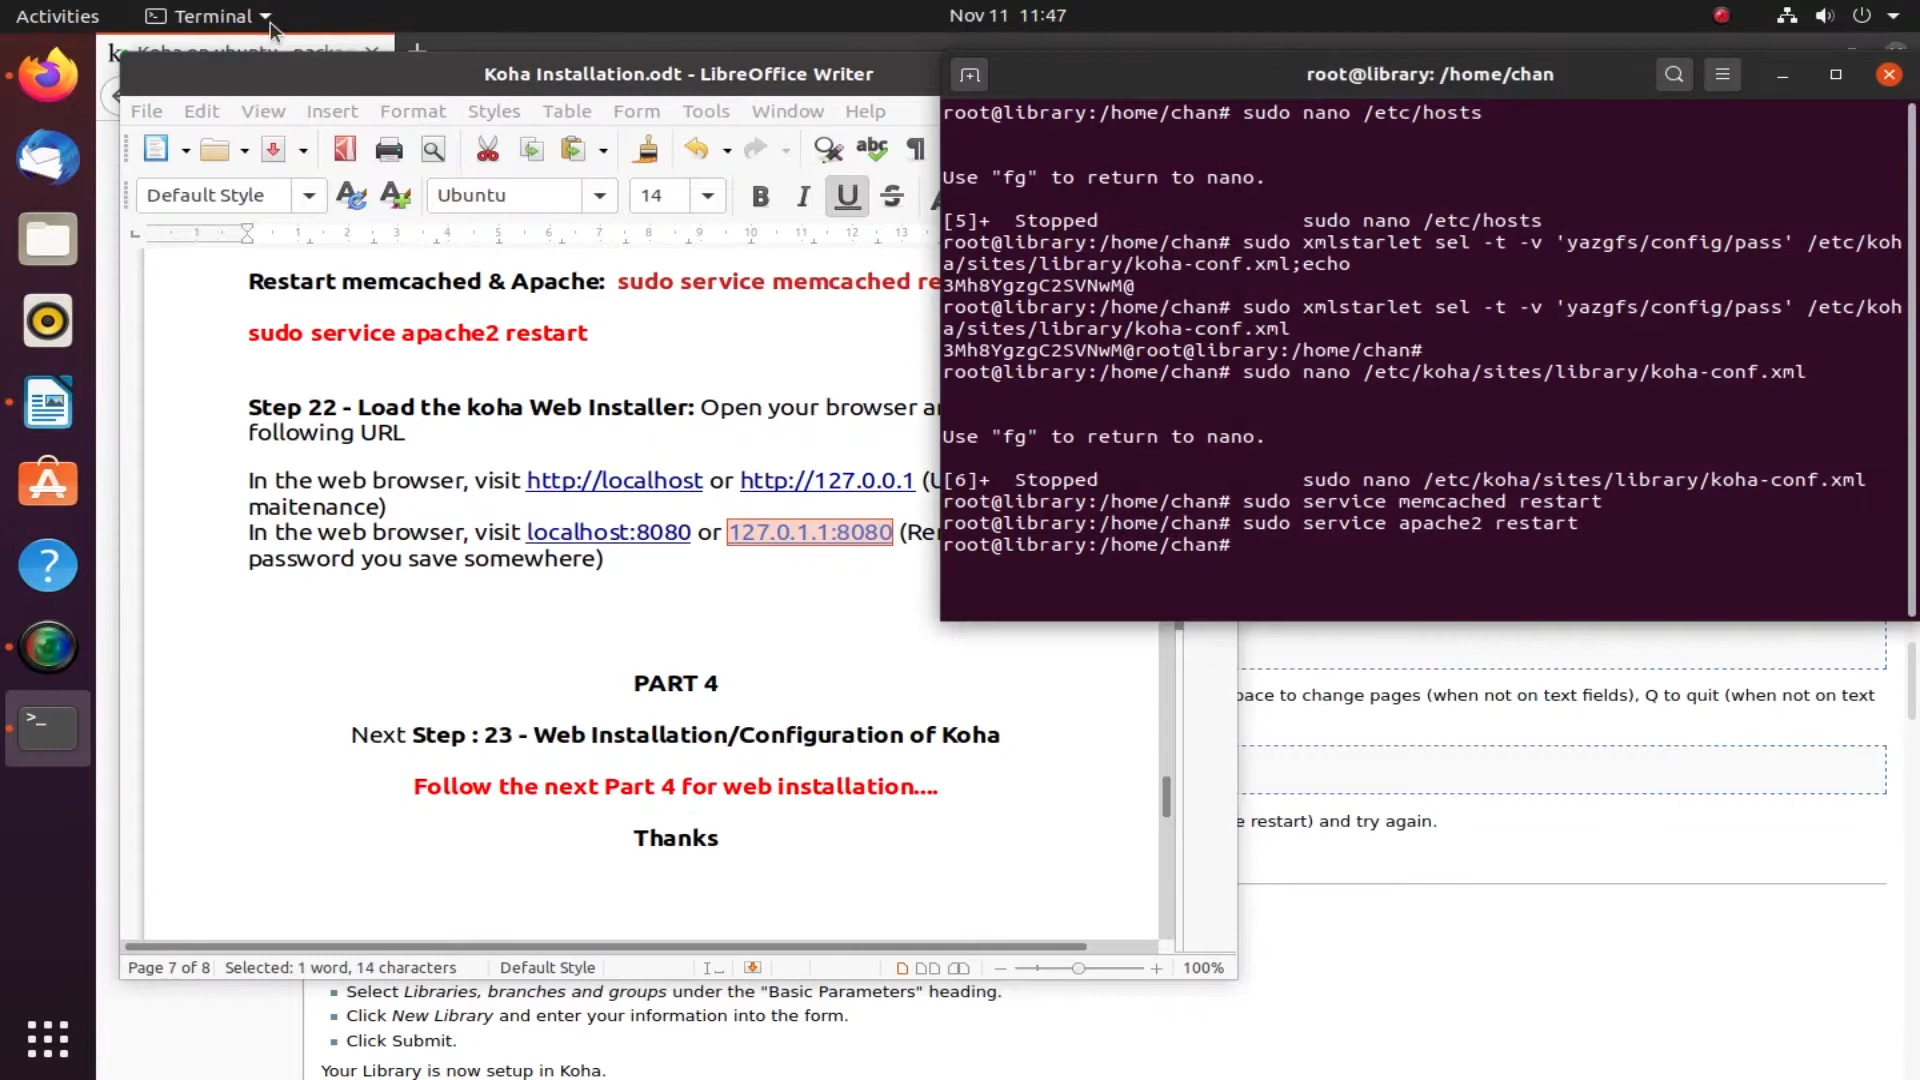 Activities
Terminal
Nov 11 11:47
Koha Installation.odt - LibreOffice Writer
File Edit View Insert Format Styles Table Form Tools Window Help
Default Style
Ubuntu
14
1 1 2 3 4 5 6 7 8 9 10 11 12 13
Restart memcached & Apache: sudo service memcached re
sudo service apache2 restart
Step 22 - Load the koha Web Installer: Open your browser
following URL
In the web browser, visit http://localhost or http://127.0.0.1 (U
maitenance)
In the web browser, visit localhost:8080 or 127.0.1.1:8080 (Re
password you save somewhere)
PART 4
Next Step : 23 - Web Installation/Configuration of Koha
Follow the next Part 4 for web installation....
Thanks
Page 7 of 8 Selected: 1 word, 14 characters Default Style 100%
root@library: /home/chan
root@library:/home/chan# sudo nano /etc/hosts
Use "fg" to return to nano.
[5]+ Stopped sudo nano /etc/hosts
root@library:/home/chan# sudo xmlstarlet sel -t -v 'yazgfs/config/pass' /etc/koh
a/sites/library/koha-conf.xml;echo
3Mh8YgzgC2SVNwM@
root@library:/home/chan# sudo xmlstarlet sel -t -v 'yazgfs/config/pass' /etc/koh
a/sites/library/koha-conf.xml
3Mh8YgzgC2SVNwM@root@library:/home/chan#
root@library:/home/chan# sudo nano /etc/koha/sites/library/koha-conf.xml
Use "fg" to return to nano.
[6]+ Stopped sudo nano /etc/koha/sites/library/koha-conf.xml
root@library:/home/chan# sudo service memcached restart
root@library:/home/chan# sudo service apache2 restart
root@library:/home/chan#
pace to change pages (when not on text fields), Q to quit (when not on text
e restart) and try again.
Select Libraries, branches and groups under the "Basic Parameters" heading.
Click New Library and enter your information into the form.
Click Submit.
Your Library is now setup in Koha.